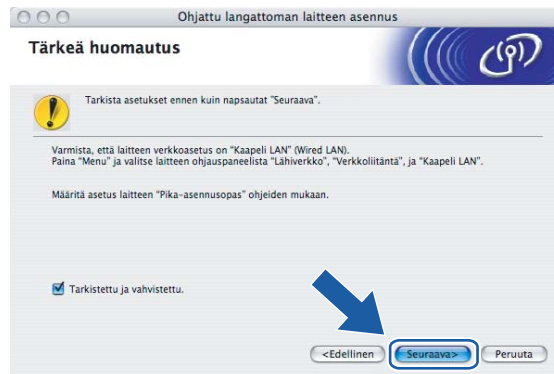 Ohjattu langattoman laitteen asennus
Tärkeä huomautus
Tarkista asetukset ennen kuin napsautat "Seuraava".
Varmista, että laitteen verkkoasetus on "Kaapeli LAN" (Wired LAN).
Paina "Menu" ja valitse laitteen ohjauspaneelista "Lähiverkko", "Verkkoliitäntä", ja "Kaapeli LAN".
Määritä asetus laitteen "Pika-asennusopas" ohjeiden mukaan.
Tarkistettu ja vahvistettu.
<Edellinen Seuraava> Peruuta